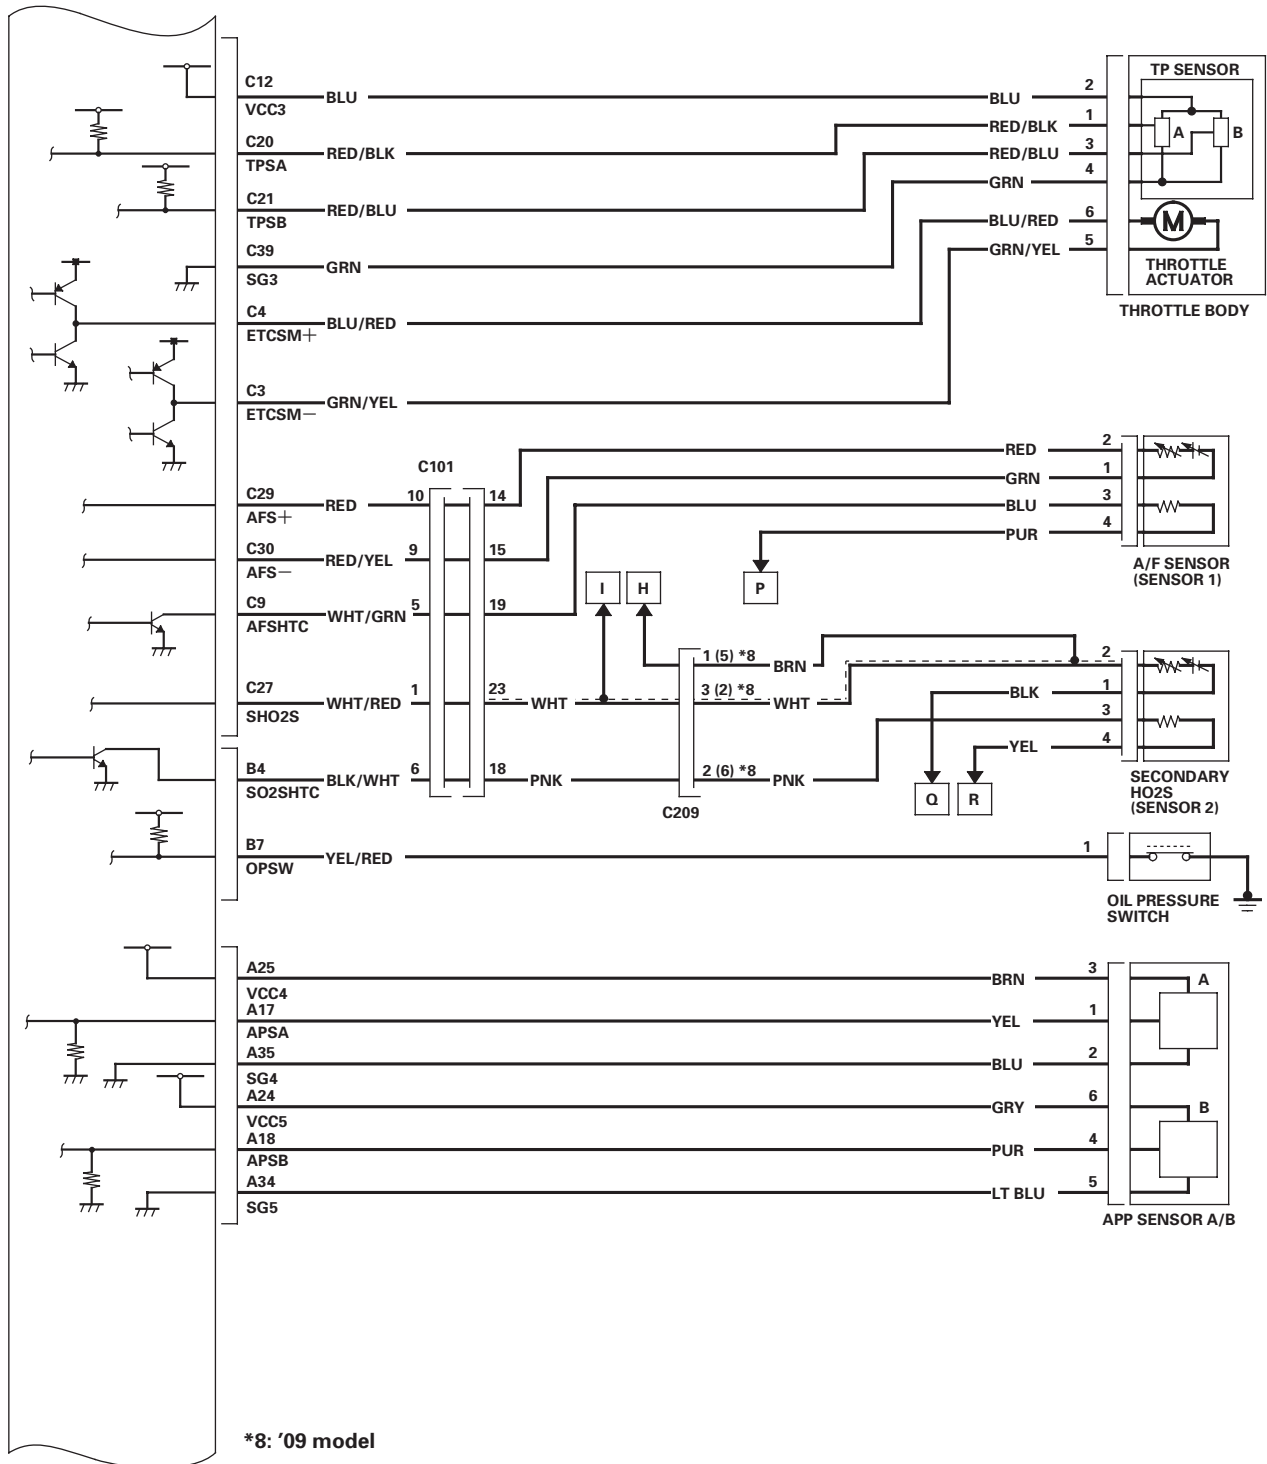 C12
VCC3
BLU
BLU
2
TP SENSOR
A
B
C20
TPSA
RED/BLK
RED/BLK
1
C21
TPSB
RED/BLU
RED/BLU
3
C39
SG3
GRN
GRN
4
C4
ETCSM+
BLU/RED
BLU/RED
6
M
C3
ETCSM−
GRN/YEL
GRN/YEL
5
THROTTLE
ACTUATOR
THROTTLE BODY
C101
C29
AFS+
RED
10
14
RED
2
C30
AFS−
RED/YEL
9
15
GRN
1
C9
AFSHTC
WHT/GRN
5
19
BLU
3
PUR
4
A/F SENSOR
(SENSOR 1)
I
H
P
1 (5) *8
BRN
2
C27
SHO2S
WHT/RED
1
23
WHT
3 (2) *8
WHT
BLK
1
3
YEL
4
B4
SO2SHTC
BLK/WHT
6
18
PNK
2 (6) *8
PNK
C209
Q
R
SECONDARY
HO2S
(SENSOR 2)
B7
OPSW
YEL/RED
1
OIL PRESSURE
SWITCH
A25
VCC4
BRN
3
A
A17
APSA
YEL
1
A35
SG4
BLU
2
A24
VCC5
GRY
6
B
A18
APSB
PUR
4
A34
SG5
LT BLU
5
APP SENSOR A/B
*8: ’09 model